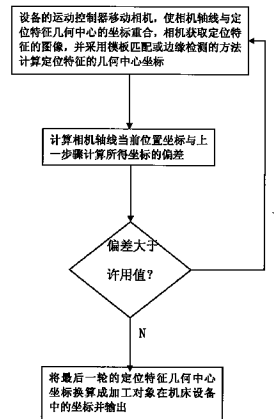 设备的运动控制器移动相机，使相机轴线与
定位特征几何中心的坐标重合，相机获取定位特
征的图像，并采用模板匹配或边缘检测的方法
计算定位特征的几何中心坐标
计算相机轴线当前位置坐标与上
一步骤计算所得坐标的偏差
偏差大于
许用值？
N
将最后一轮的定位特征几何中心
坐标换算成加工对象在机床设备
中的坐标并输出